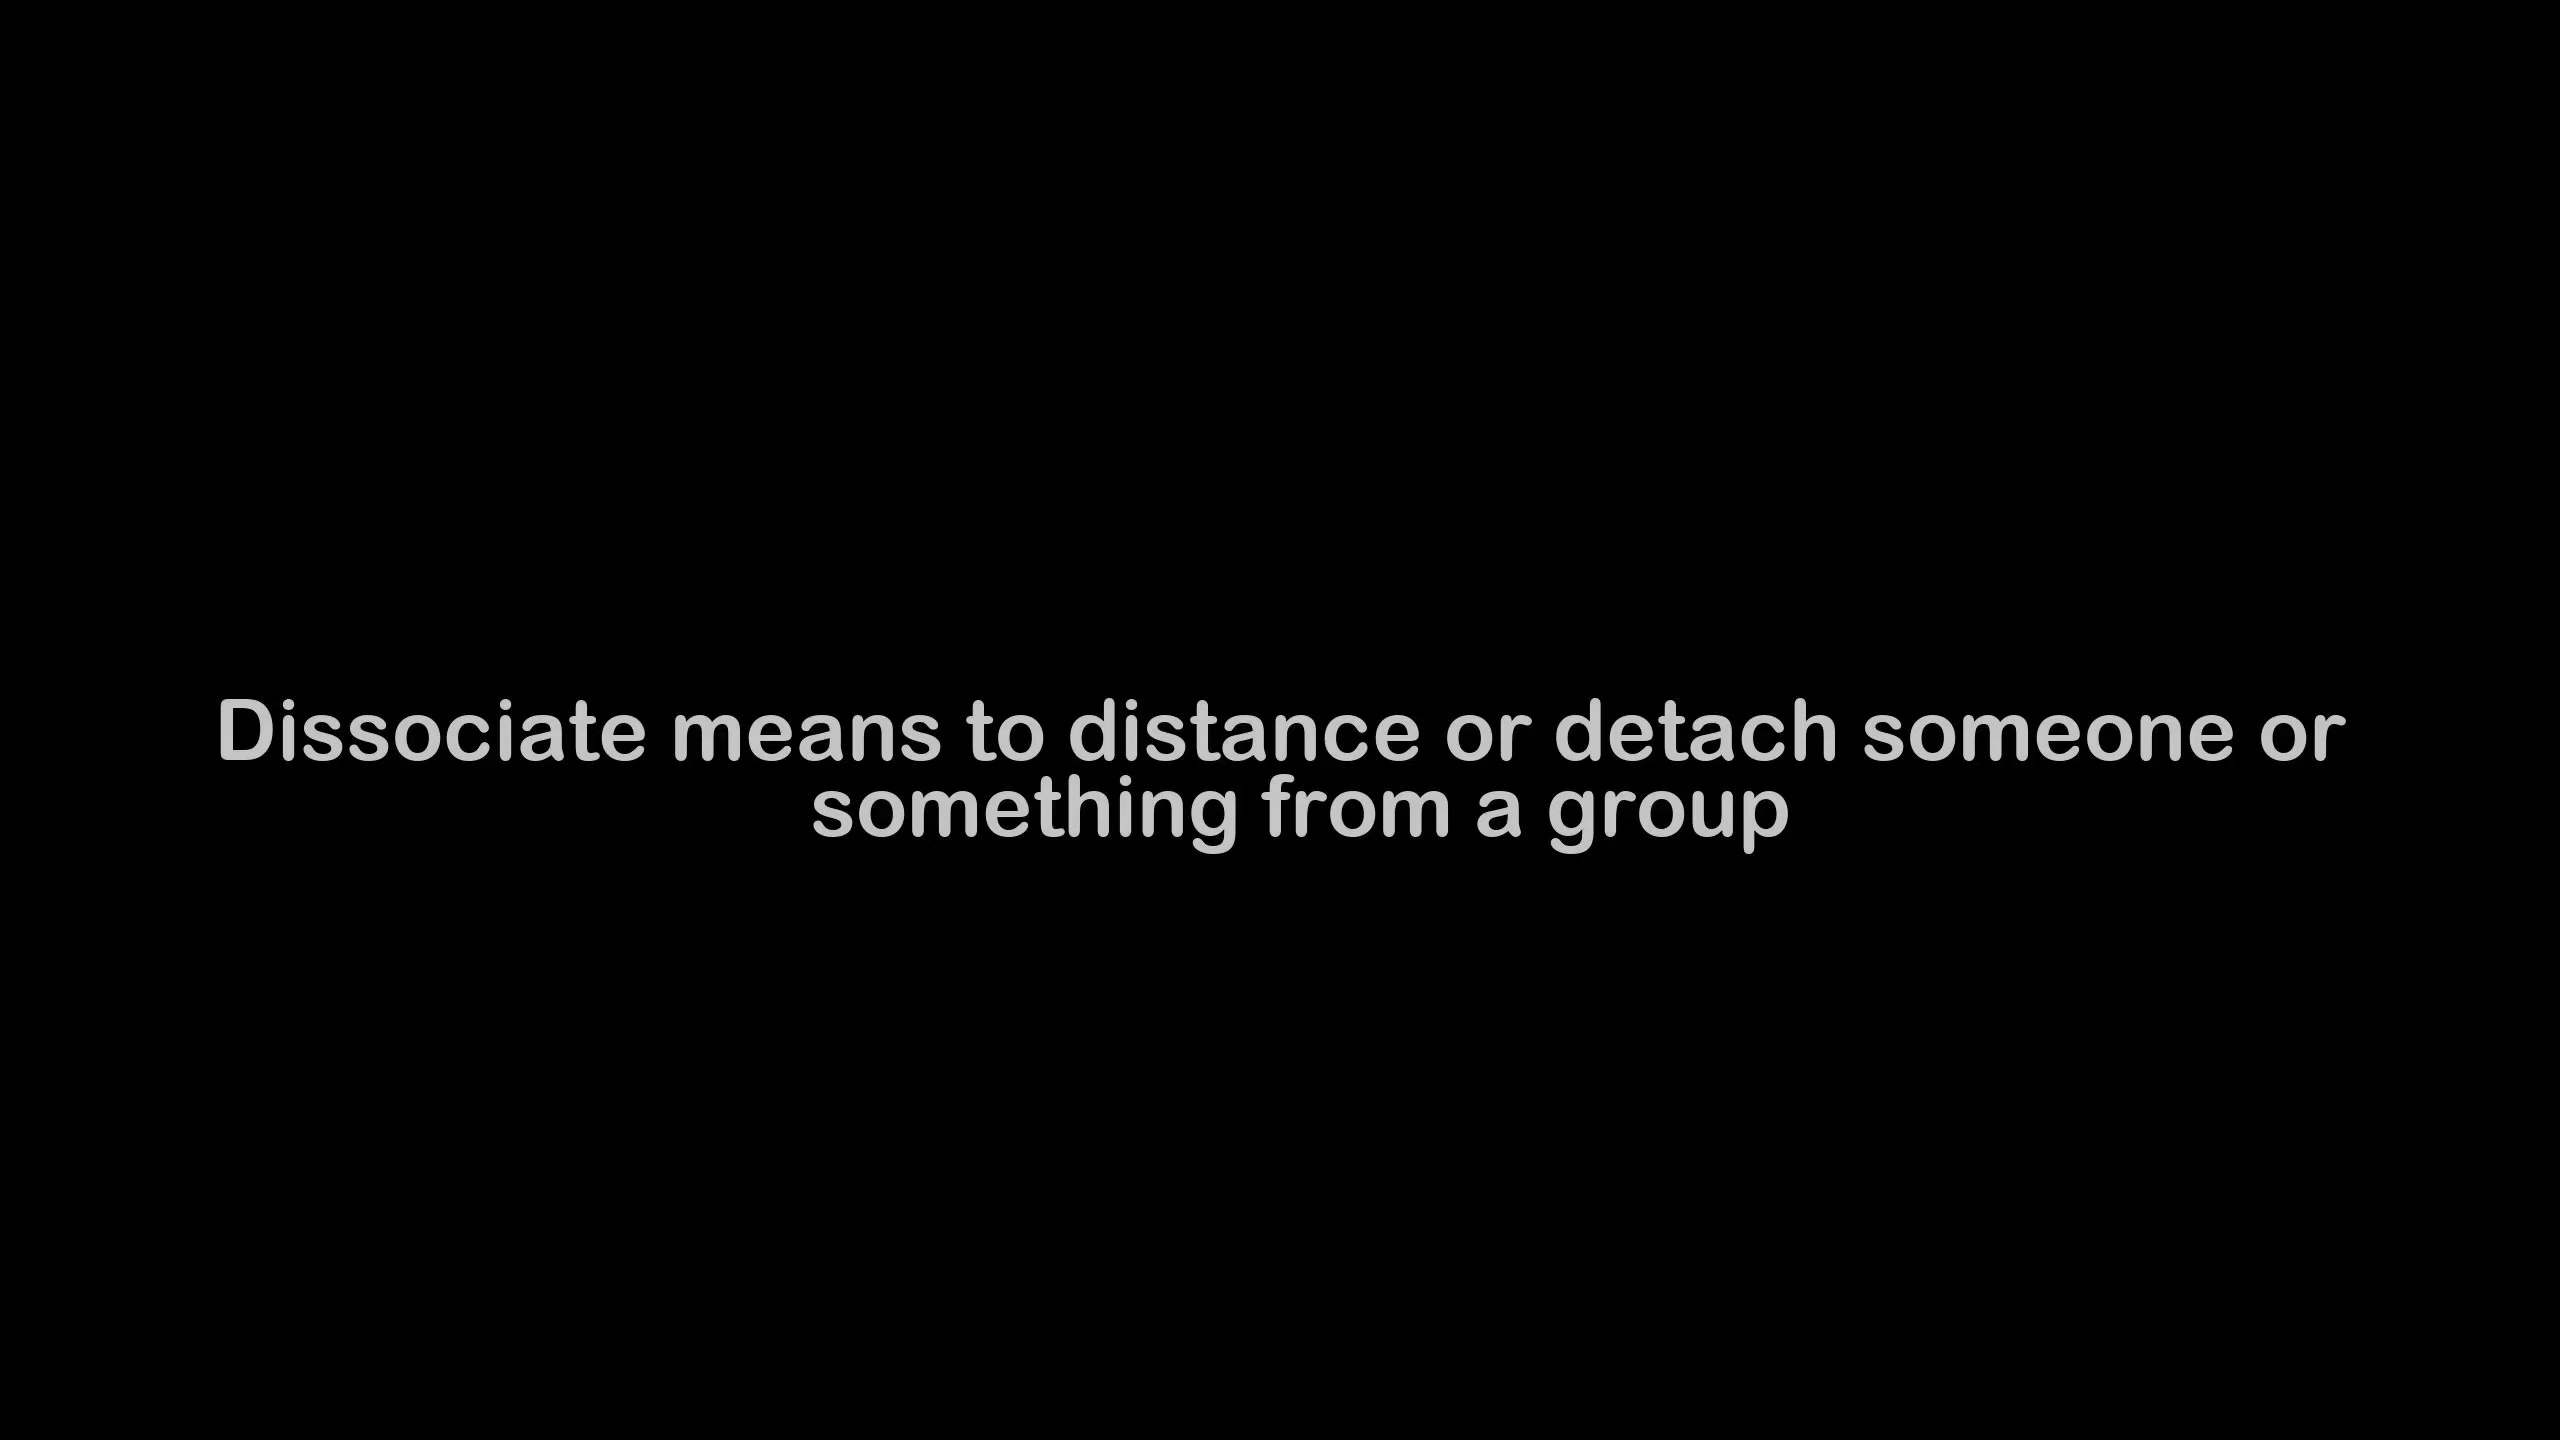 Dissociate means to distance or detach someone or
something from a group